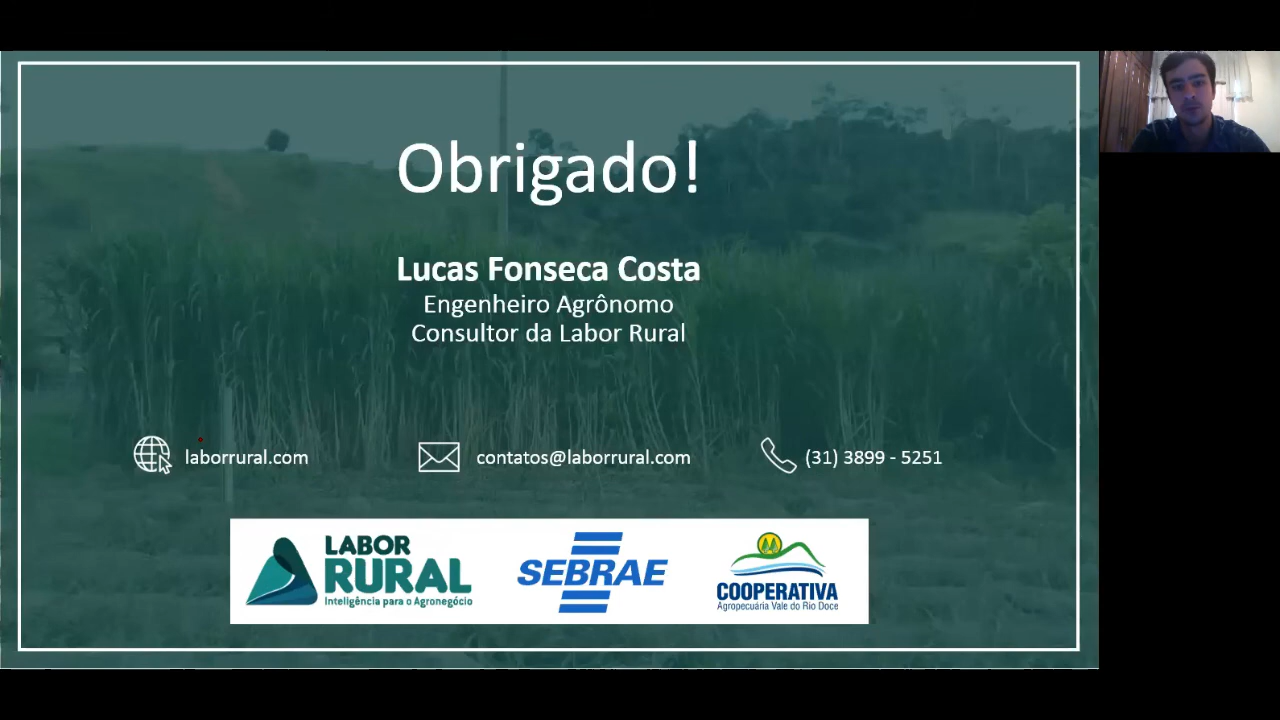 Obrigado!
Lucas Fonseca Costa
Engenheiro Agrônomo
Consultor da Labor Rural
laborrural.com
contatos@laborrural.com
(31) 3899 - 5251
LABOR
RURAL
Inteligência para o Agronegócio
SEBRAE
COOPERATIVA
Agropecuária Vale do Rio Doce